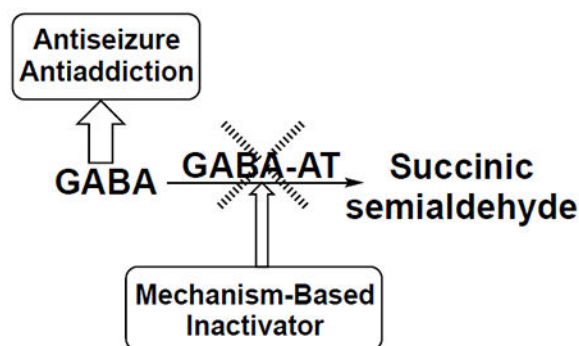 Antiseizure
Antiaddiction
GABA
GABA-AT
Succinic
semialdehyde
Mechanism-Based
Inactivator